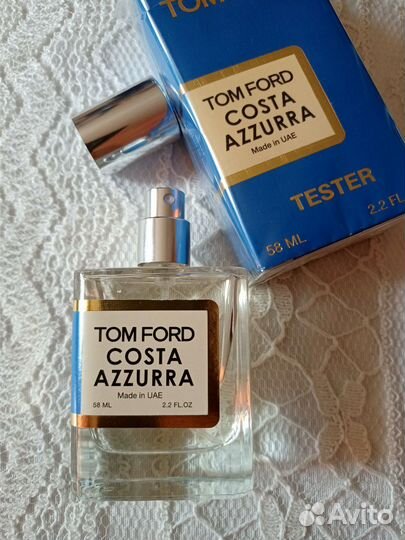 TOM
TOM FORD
COSTA
AZZURRA
Made in UAE
TESTER
58 ML
2.2 FL
TOM FORD
COSTA
AZZURRA
Made in UAE
58 ML 2.2 FL.OZ
Avito